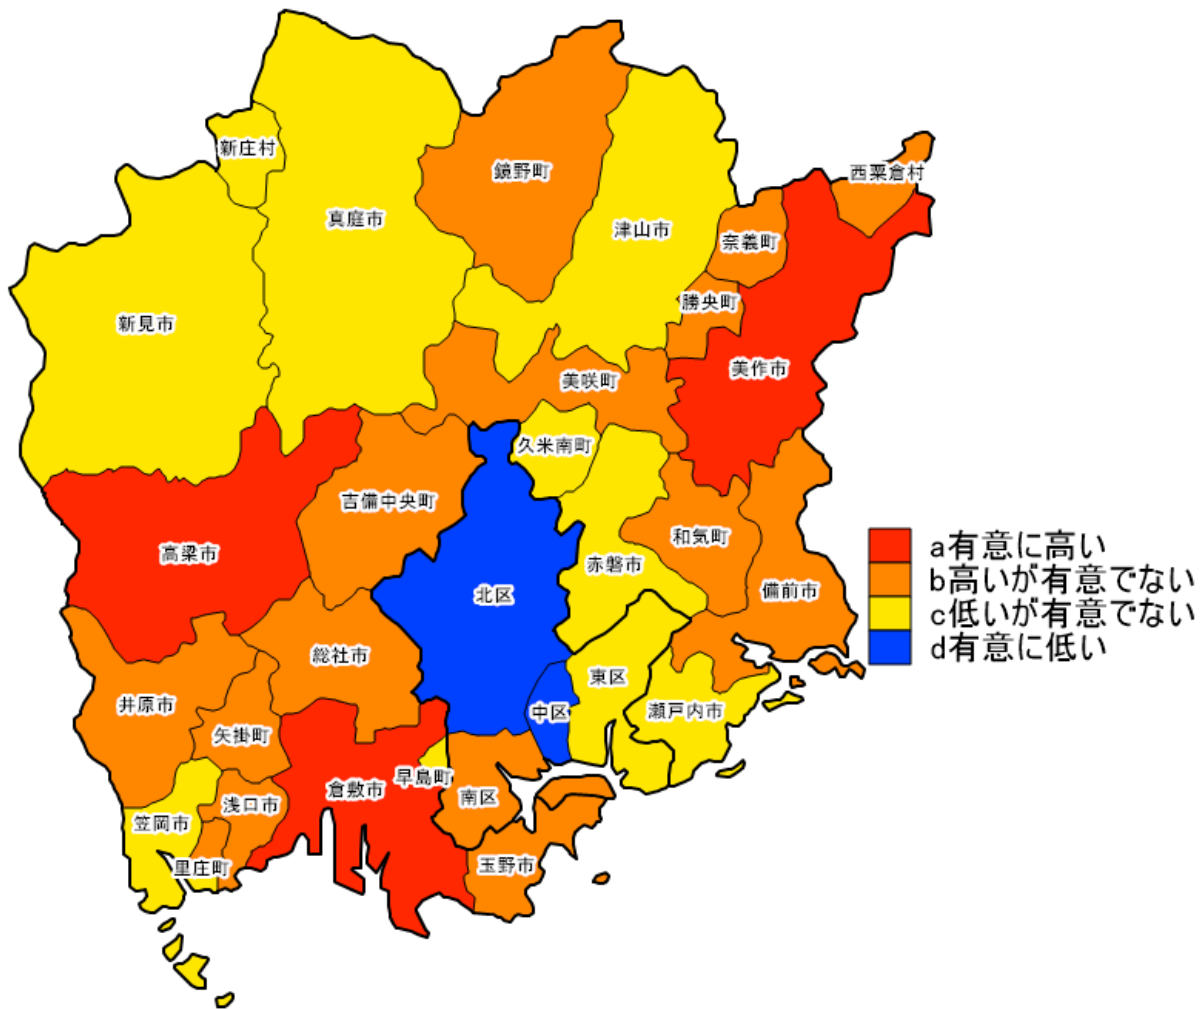 新庄村
鏡野町
西粟倉村
真庭市
津山市
奈義町
勝央町
新見市
美作市
美咲町
久米南町
吉備中央町
和気町
高梁市
赤磐市
備前市
北区
総社市
東区
井原市
中区
瀬戸内市
矢掛町
早島町
倉敷市
南区
浅口市
笠岡市
里庄町
玉野市
a有意に高い
b高いが有意でない
c低いが有意でない
d有意に低い